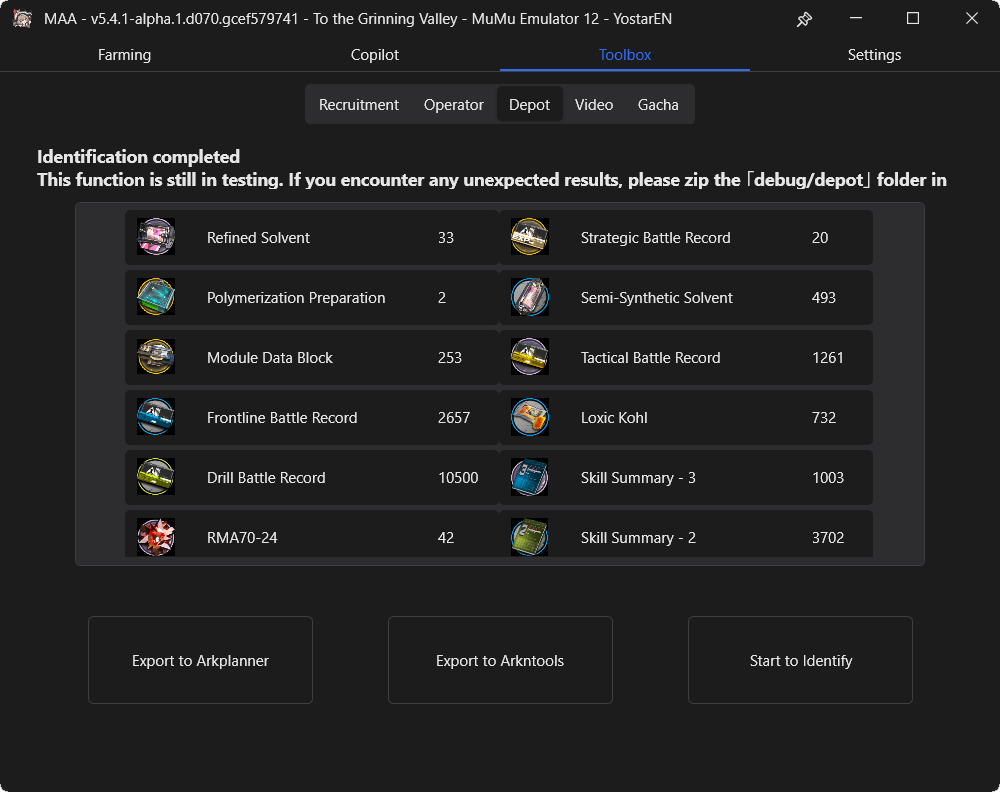 MAA - v5.4.1-alpha.1.d070.gcef579741 - To the Grinning Valley - MuMu Emulator 12 - YostarEN
Farming Copilot Toolbox Settings
Recruitment Operator Depot Video Gacha
Identification completed
This function is still in testing. If you encounter any unexpected results, please zip the「debug/depot」folder in
Refined Solvent 33 Strategic Battle Record 20
Polymerization Preparation 2 Semi-Synthetic Solvent 493
Module Data Block 253 Tactical Battle Record 1261
Frontline Battle Record 2657 Loxic Kohl 732
Drill Battle Record 10500 Skill Summary - 3 1003
RMA70-24 42 Skill Summary - 2 3702
Export to Arkplanner Export to Arkntools Start to Identify